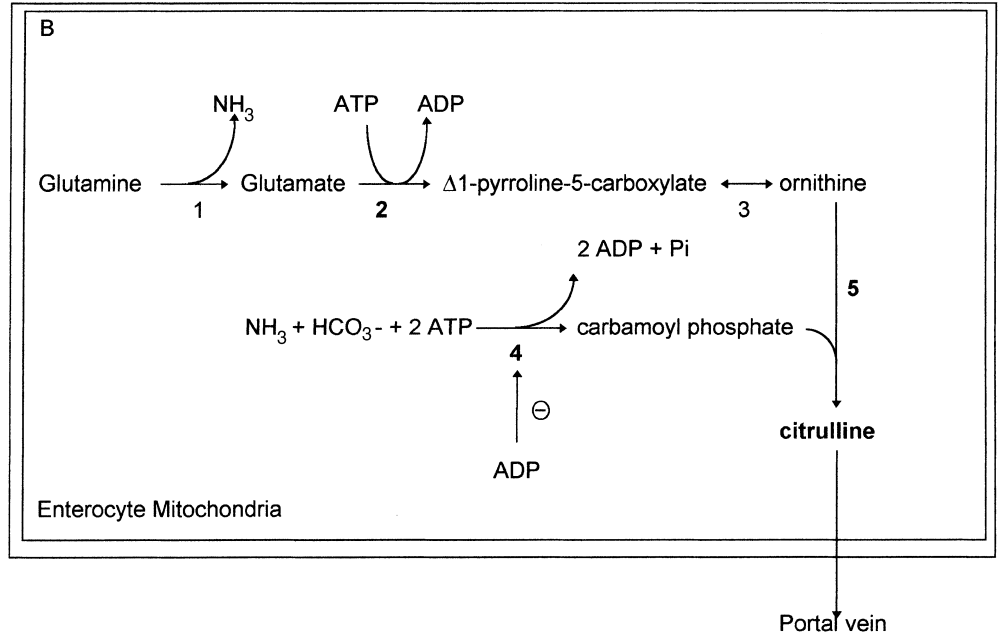 B
NH3 ATP ADP
Glutamine Glutamate Δ1-pyrroline-5-carboxylate ornithine
1 2 3
2 ADP + Pi
5
NH3 + HCO3- + 2 ATP carbamoyl phosphate
4
⊖
citrulline
ADP
Enterocyte Mitochondria
Portal vein